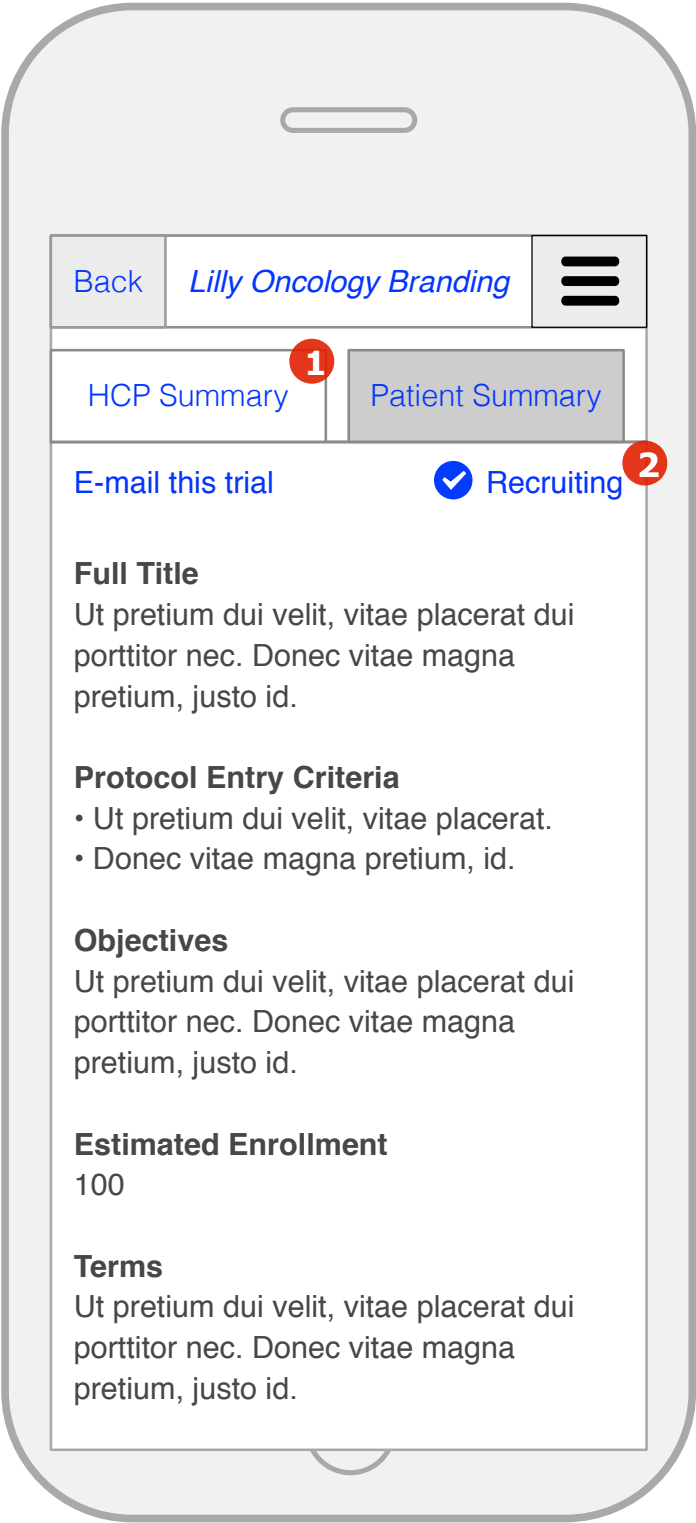 Back
Lilly Oncology Branding
1
HCP Summary
Patient Summary
2
E-mail this trial
Recruiting
Full Title
Ut pretium dui velit, vitae placerat dui
porttitor nec. Donec vitae magna
pretium, justo id.
Protocol Entry Criteria
• Ut pretium dui velit, vitae placerat.
• Donec vitae magna pretium, id.
Objectives
Ut pretium dui velit, vitae placerat dui
porttitor nec. Donec vitae magna
pretium, justo id.
Estimated Enrollment
100
Terms
Ut pretium dui velit, vitae placerat dui
porttitor nec. Donec vitae magna
pretium, justo id.